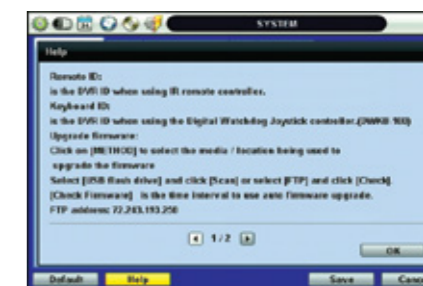 SYSTEM
Help
Remote ID:
is the DVR ID when using IR remote controller.
Keyboard ID:
is the DVR ID when using the Digital Watchdog Joystick controller.(DWKB 100)
Upgrade firmware:
Click on [METHOD] to select the media / location being used to
upgrade the firmware
Select [USB flash drive] and click [Scan] or select [FTP] and click [Check].
[Check Firmware] is the time interval to use auto firmware upgrade.
FTP address: 72.243.193.250
1/2
OK
Default Help Save